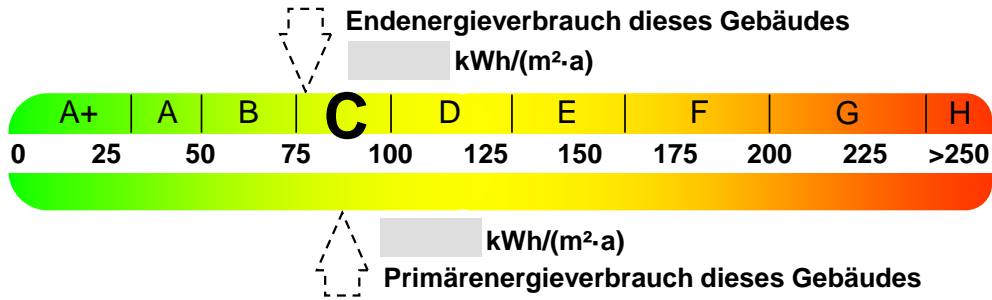 Endenergieverbrauch dieses Gebäudes
kWh/(m²·a)
A+ A B C D E F G H
0 25 50 75 100 125 150 175 200 225 >250
kWh/(m²·a)
Primärenergieverbrauch dieses Gebäudes